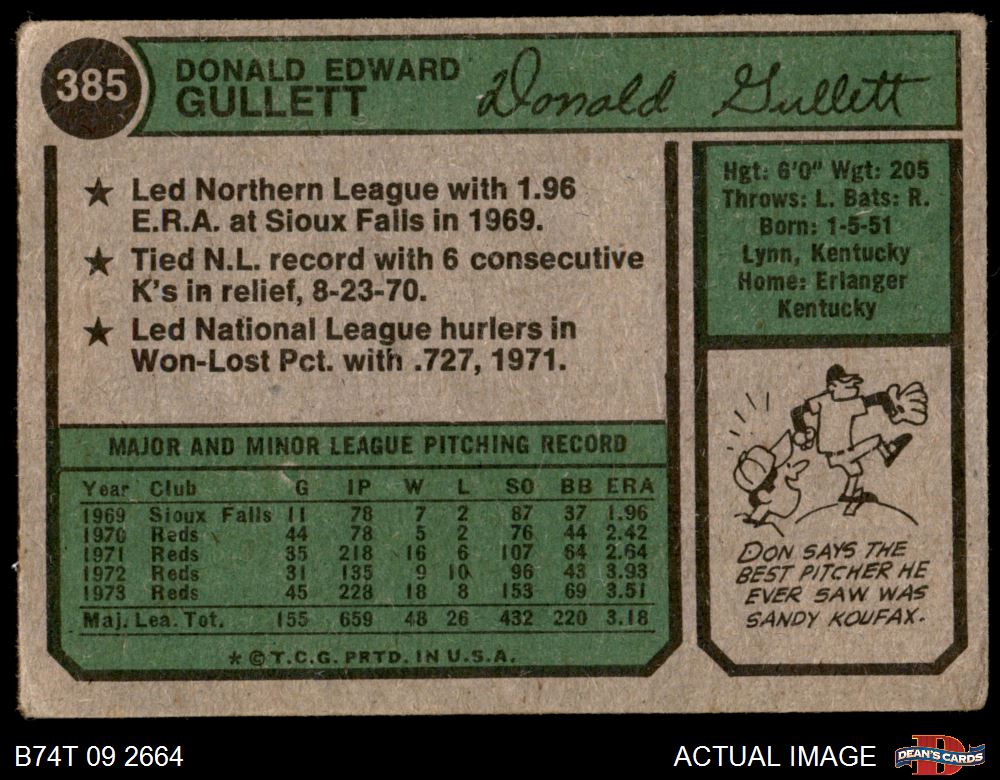 385
DONALD EDWARD
GULLETT
Donald Gullett
★ Led Northern League with 1.96
E.R.A. at Sioux Falls in 1969.
★ Tied N.L. record with 6 consecutive
K's in relief, 8-23-70.
★ Led National League hurlers in
Won-Lost Pct. with .727, 1971.
Hgt: 6'0" Wgt: 205
Throws: L. Bats: R.
Born: 1-5-51
Lynn, Kentucky
Home: Erlanger
Kentucky
MAJOR AND MINOR LEAGUE PITCHING RECORD
Year Club G IP W L SO BB ERA
1969 Sioux Falls 11 78 7 2 87 37 1.96
1970 Reds 44 78 5 2 76 44 2.42
1971 Reds 35 218 16 6 107 64 2.64
1972 Reds 31 135 9 10 96 43 3.93
1973 Reds 45 228 18 8 153 69 3.51
Maj. Lea. Tot. 155 659 48 26 432 220 3.18
* © T.C.G. PRTD. IN U.S.A.
DON SAYS THE
BEST PITCHER HE
EVER SAW WAS
SANDY KOUFAX.
B74T 09 2664
ACTUAL IMAGE
DEAN'S CARDS